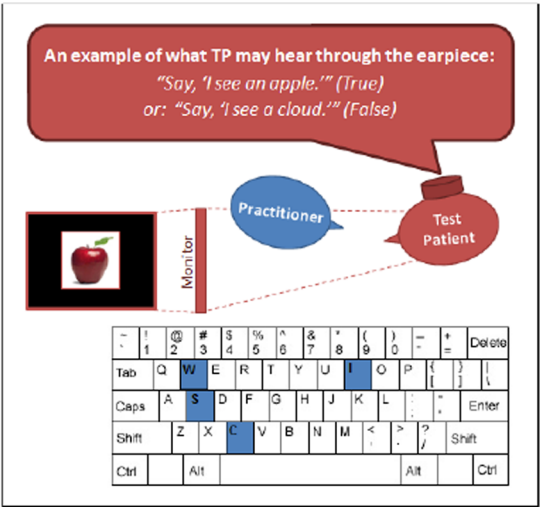 An example of what TP may hear through the earpiece:
"Say, 'I see an apple.'" (True)
or: "Say, 'I see a cloud.'" (False)
Practitioner
Test
Patient
Monitor
~ ! @ # $ % ^ & * ( ) _ + Delete
` 1 2 3 4 5 6 7 8 9 0 - =
Tab Q W E R T Y U I O P { } |
[ ] \
Caps A S D F G H J K L : " Enter
; '
Shift Z X C V B N M < > ? Shift
, . /
Ctrl Alt Alt Ctrl